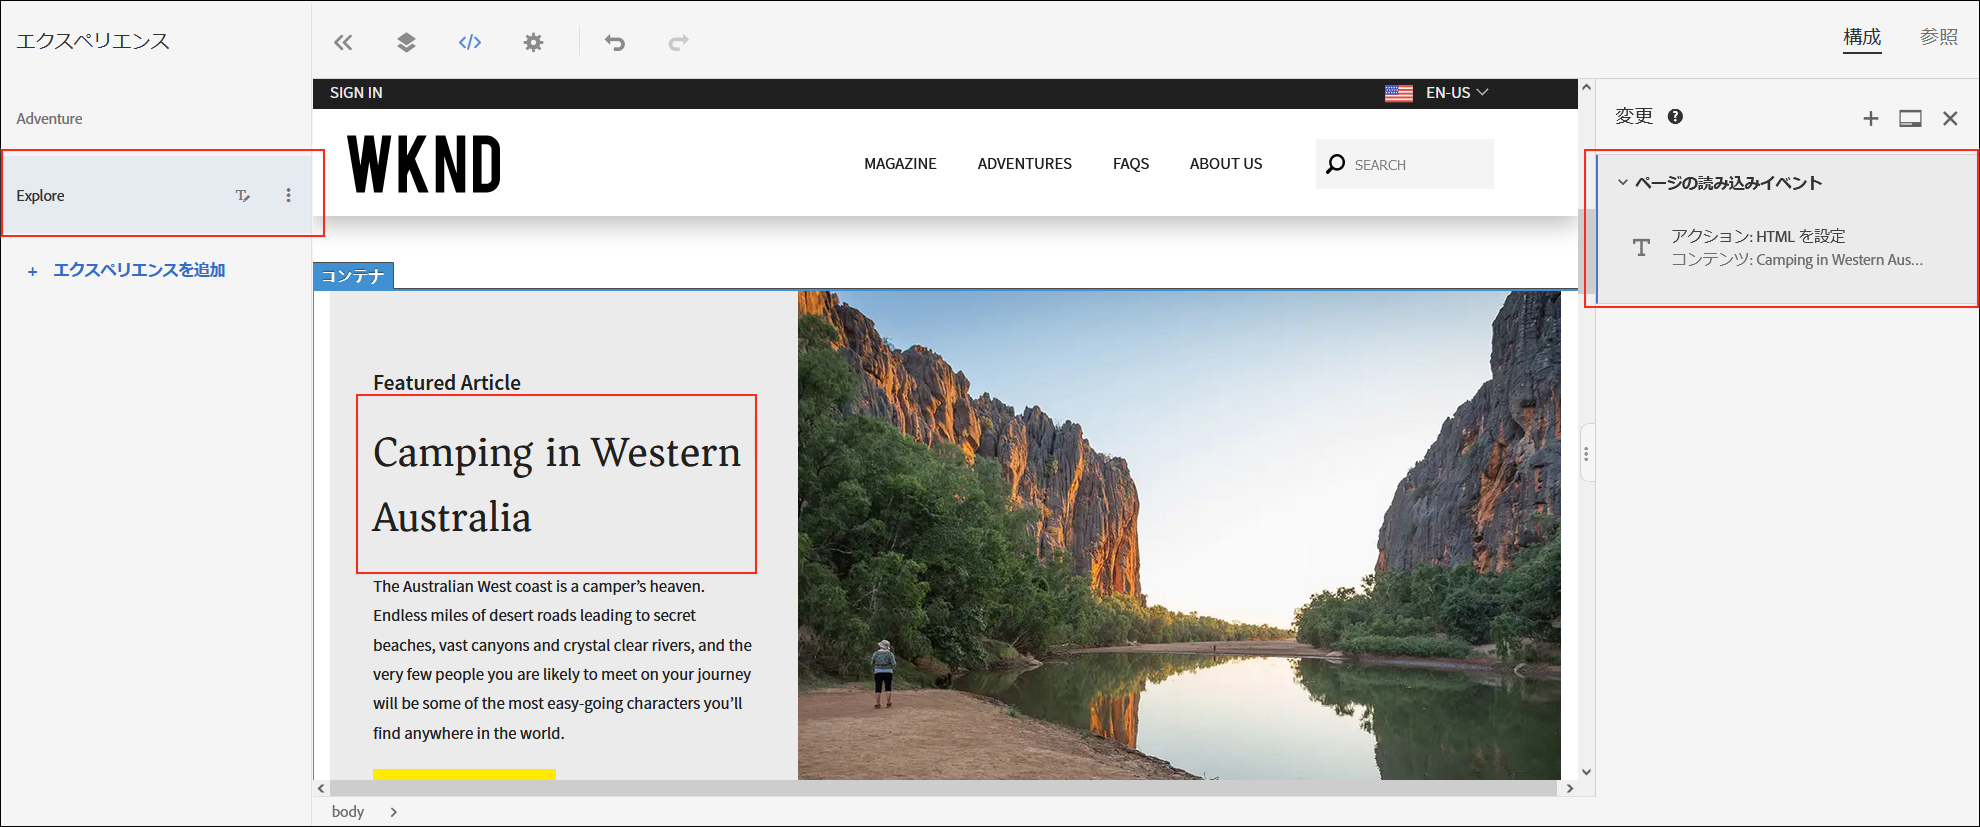 エクスペリエンス
構成
参照
Adventure
Explore
+ エクスペリエンスを追加
SIGN IN
EN-US
WKND
MAGAZINE
ADVENTURES
FAQS
ABOUT US
SEARCH
コンテナ
Featured Article
Camping in Western
Australia
The Australian West coast is a camper’s heaven.
Endless miles of desert roads leading to secret
beaches, vast canyons and crystal clear rivers, and the
very few people you are likely to meet on your journey
will be some of the most easy-going characters you’ll
find anywhere in the world.
body
変更
ページの読み込みイベント
アクション: HTML を設定
コンテンツ: Camping in Western Aus...